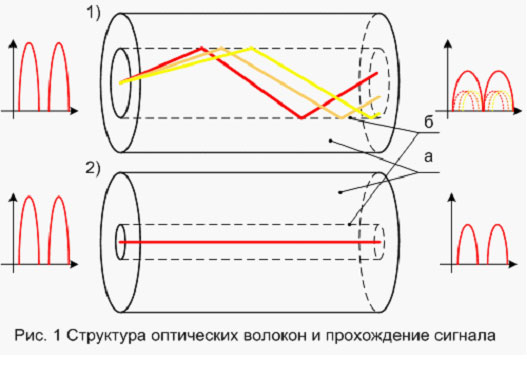 1)
б
а
2)
Рис. 1 Структура оптических волокон и прохождение сигнала